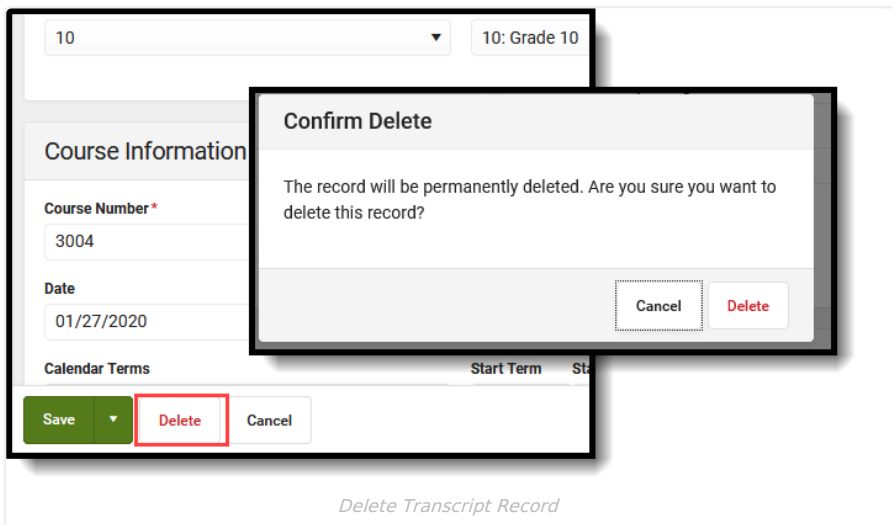 10
10: Grade 10
Confirm Delete
The record will be permanently deleted. Are you sure you want to
delete this record?
Cancel
Delete
Course Information
Course Number*
3004
Date
01/27/2020
Calendar Terms
Start Term
Save
Delete
Cancel
Delete Transcript Record